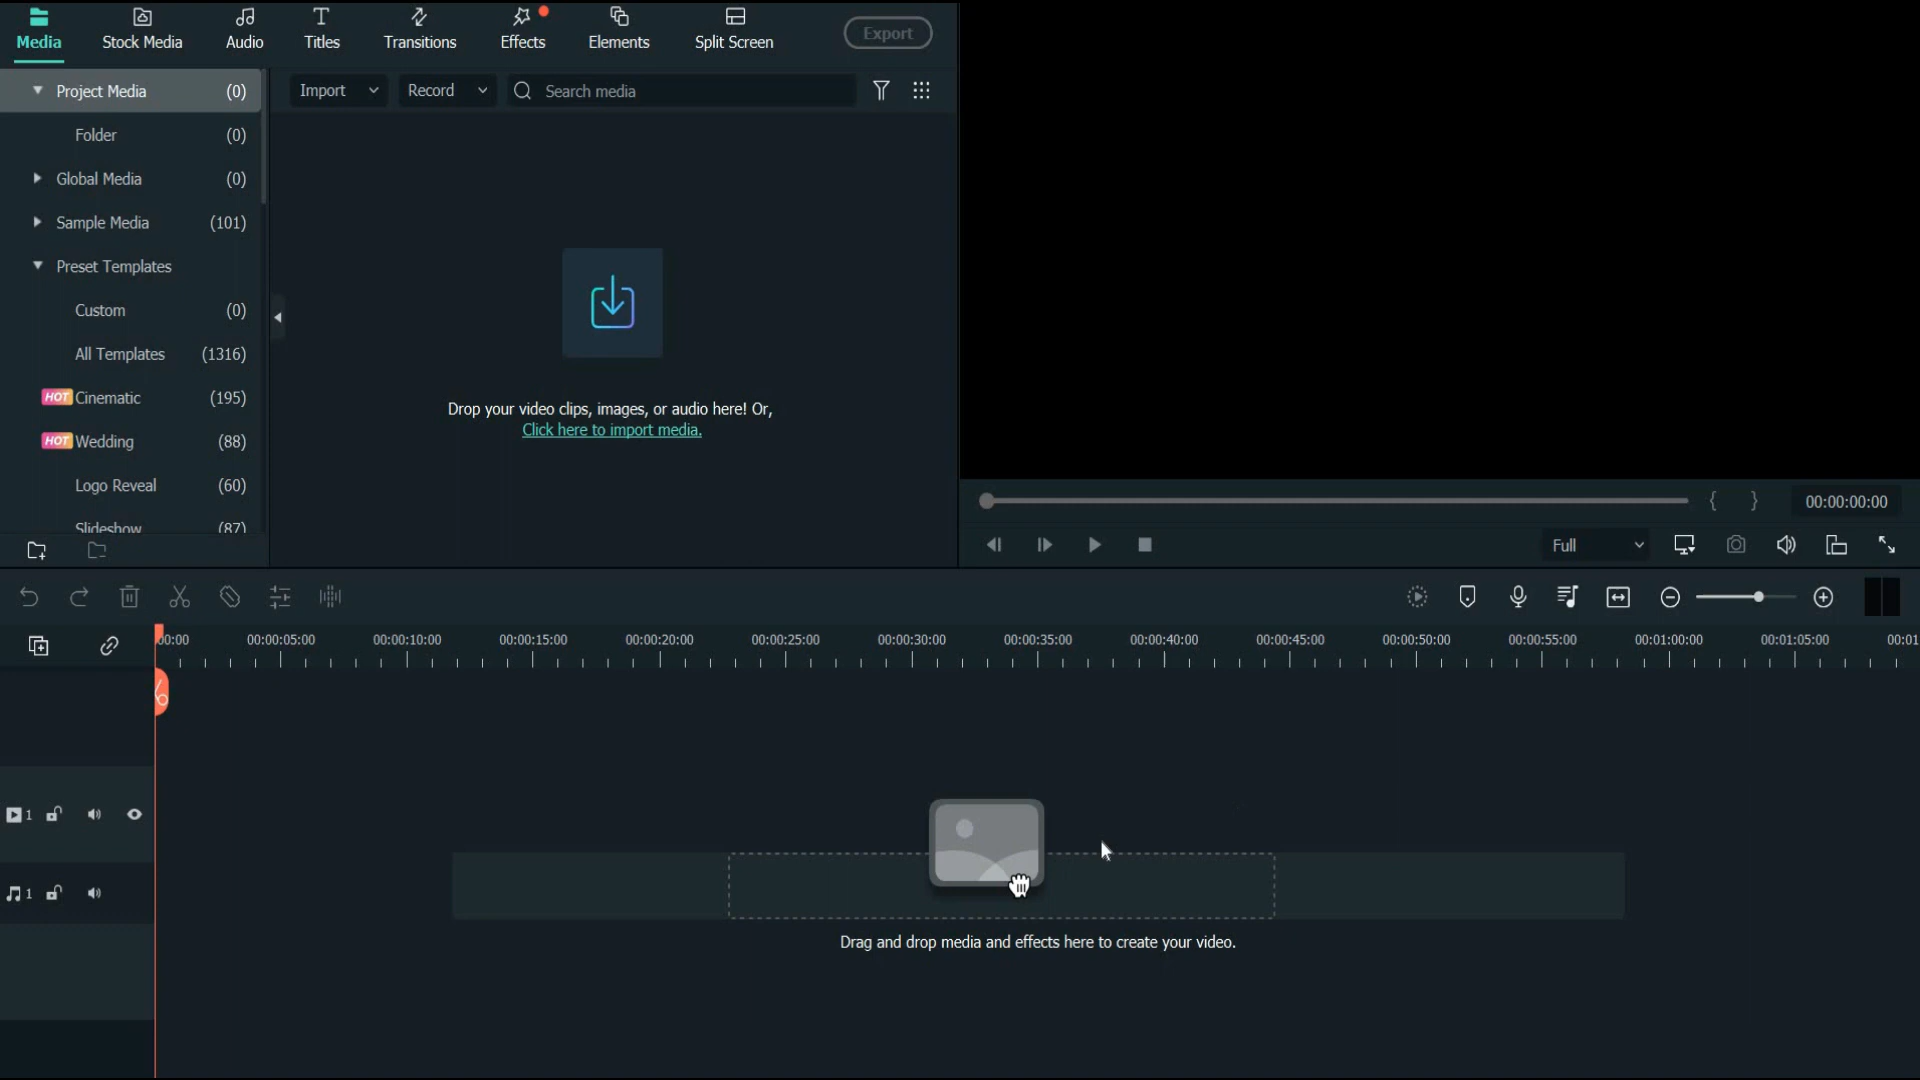 Media
Stock Media
Audio
Titles
Transitions
Effects
Elements
Split Screen
Export
Project Media (0)
Folder (0)
Global Media (0)
Sample Media (101)
Preset Templates
Custom (0)
All Templates (1316)
HOT Cinematic (195)
HOT Wedding (88)
Logo Reveal (60)
Slideshow (87)
Import
Record
Search media
Drop your video clips, images, or audio here! Or,
Click here to import media.
{ } 00:00:00:00
Full
00:00 00:00:05:00 00:00:10:00 00:00:15:00 00:00:20:00 00:00:25:00 00:00:30:00 00:00:35:00 00:00:40:00 00:00:45:00 00:00:50:00 00:00:55:00 00:01:00:00 00:01:05:00 00:01
1
1
Drag and drop media and effects here to create your video.